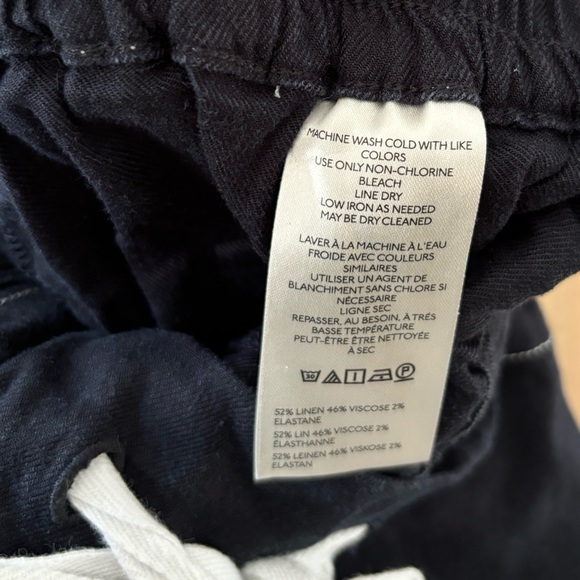 MACHINE WASH COLD WITH LIKE
COLORS
USE ONLY NON-CHLORINE
BLEACH
LINE DRY
LOW IRON AS NEEDED
MAY BE DRY CLEANED
LAVER À LA MACHINE À L'EAU
FROIDE AVEC COULEURS
SIMILAIRES
UTILISER UN AGENT DE
BLANCHIMENT SANS CHLORE SI
NÉCESSAIRE
LIGNE SEC
REPASSER, AU BESOIN, À TRÉS
BASSE TEMPÉRATURE
PEUT-ÊTRE ÊTRE NETTOYÉE
À SEC
30 P
52% LINEN 46% VISCOSE 2%
ELASTANE
52% LIN 46% VISCOSE 2%
ÉLASTHANNE
52% LEINEN 46% VISKOSE 2%
ELASTAN